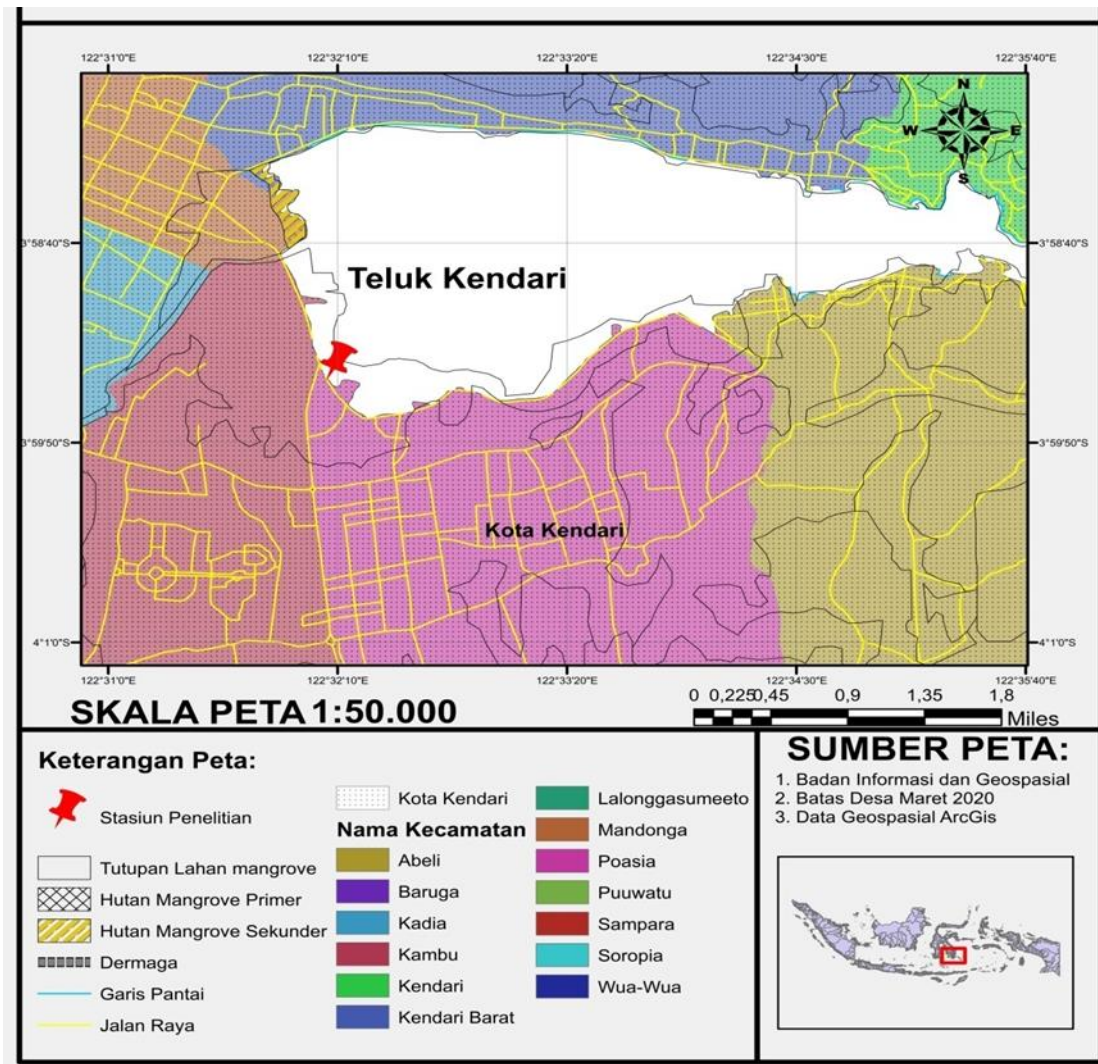 122°31'0"E 122°32'10"E 122°33'20"E 122°34'30"E 122°35'40"E
N
W E
S
3°58'40"S 3°58'40"S
Teluk Kendari
3°59'50"S 3°59'50"S
Kota Kendari
4°1'0"S 4°1'0"S
122°31'0"E 122°32'10"E 122°33'20"E 122°34'30"E 122°35'40"E
SKALA PETA 1:50.000
0 0,225 0,45 0,9 1,35 1,8
Miles
Keterangan Peta:
Stasiun Penelitian
Tutupan Lahan mangrove
Hutan Mangrove Primer
Hutan Mangrove Sekunder
Dermaga
Garis Pantai
Jalan Raya
Kota Kendari
Nama Kecamatan
Abeli
Baruga
Kadia
Kambu
Kendari
Kendari Barat
Lalonggasumeeto
Mandonga
Poasia
Puuwatu
Sampara
Soropia
Wua-Wua
SUMBER PETA:
1. Badan Informasi dan Geospasial
2. Batas Desa Maret 2020
3. Data Geospasial ArcGis